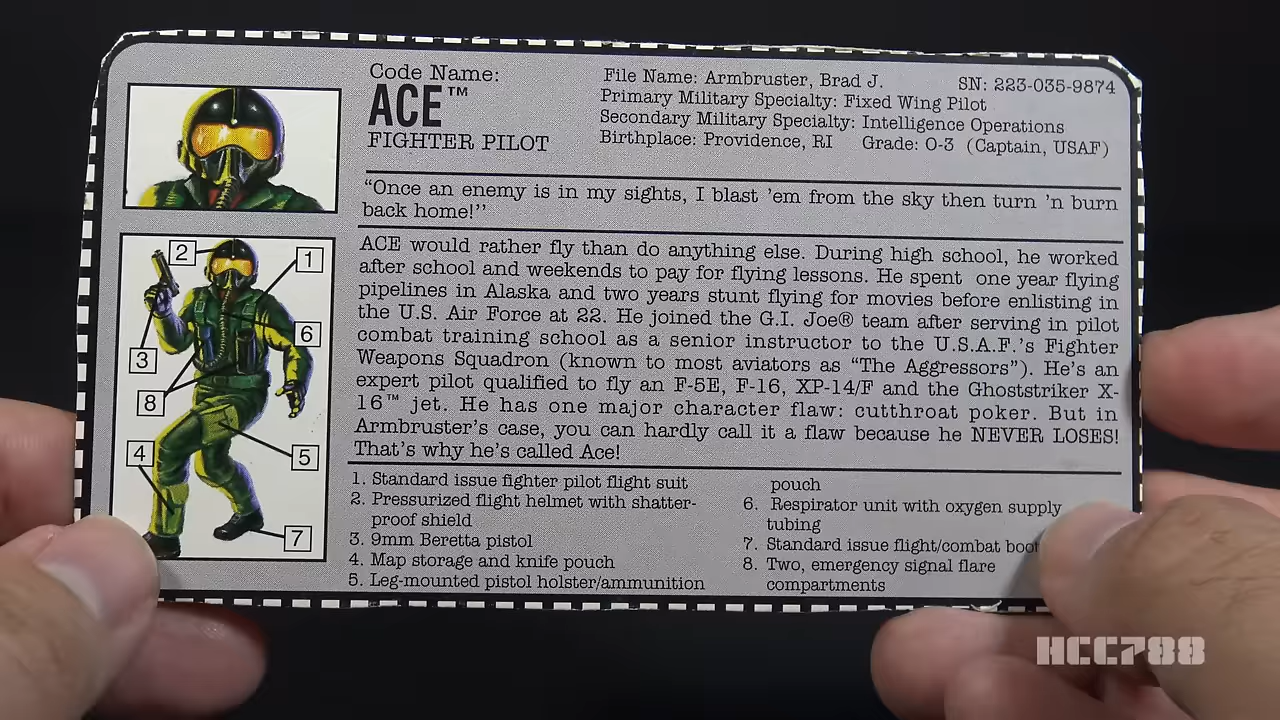 Code Name:
ACE™
FIGHTER PILOT
File Name: Armbruster, Brad J. SN: 223-035-9874
Primary Military Specialty: Fixed Wing Pilot
Secondary Military Specialty: Intelligence Operations
Birthplace: Providence, RI Grade: O-3 (Captain, USAF)
“Once an enemy is in my sights, I blast 'em from the sky then turn 'n burn
back home!''
ACE would rather fly than do anything else. During high school, he worked
after school and weekends to pay for flying lessons. He spent one year flying
pipelines in Alaska and two years stunt flying for movies before enlisting in
the U.S. Air Force at 22. He joined the G.I. Joe® team after serving in pilot
combat training school as a senior instructor to the U.S.A.F.'s Fighter
Weapons Squadron (known to most aviators as “The Aggressors”). He's an
expert pilot qualified to fly an F-5E, F-16, XP-14/F and the Ghoststriker X-
16™ jet. He has one major character flaw: cutthroat poker. But in
Armbruster's case, you can hardly call it a flaw because he NEVER LOSES!
That's why he's called Ace!
2
1
6
3
8
4
5
7
1. Standard issue fighter pilot flight suit
2. Pressurized flight helmet with shatter-
proof shield
3. 9mm Beretta pistol
4. Map storage and knife pouch
5. Leg-mounted pistol holster/ammunition
pouch
6. Respirator unit with oxygen supply
tubing
7. Standard issue flight/combat boot
8. Two, emergency signal flare
compartments
HCC788